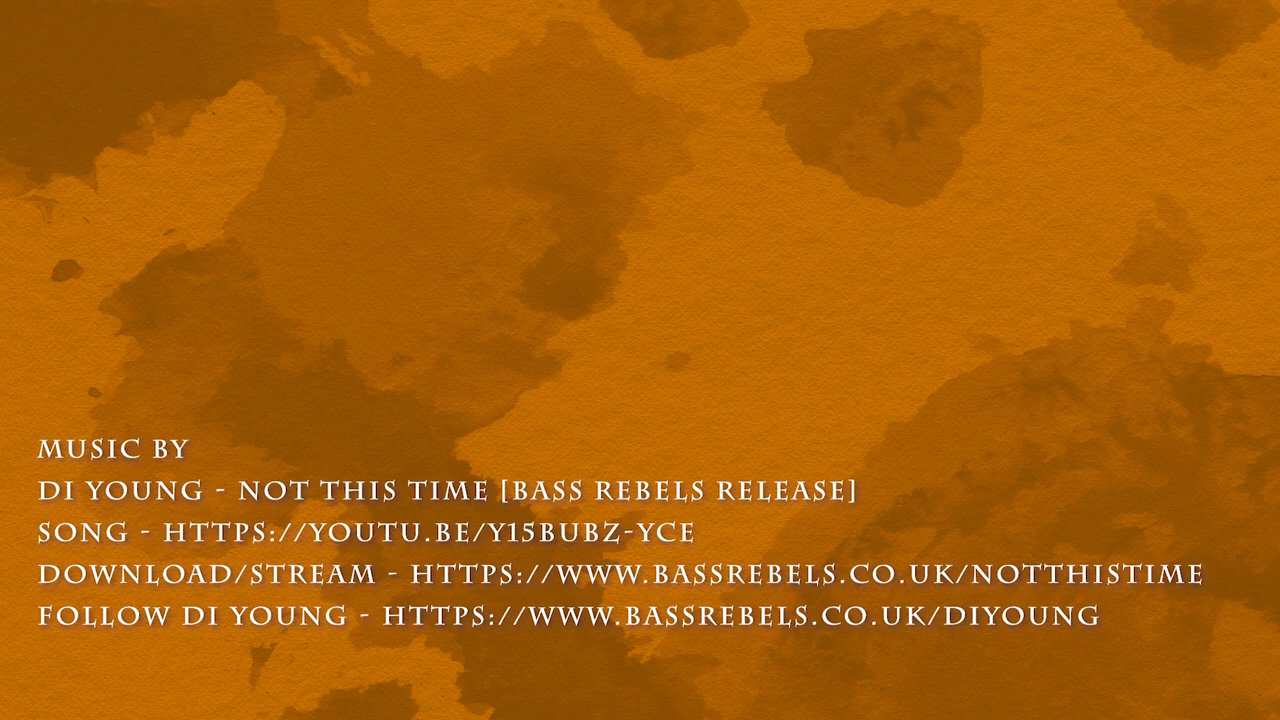 MUSIC BY
DI YOUNG - NOT THIS TIME [BASS REBELS RELEASE]
SONG - HTTPS://YOUTU.BE/Y15BUBZ-YCE
DOWNLOAD/STREAM - HTTPS://WWW.BASSREBELS.CO.UK/NOTTHISTIME
FOLLOW DI YOUNG - HTTPS://WWW.BASSREBELS.CO.UK/DIYOUNG